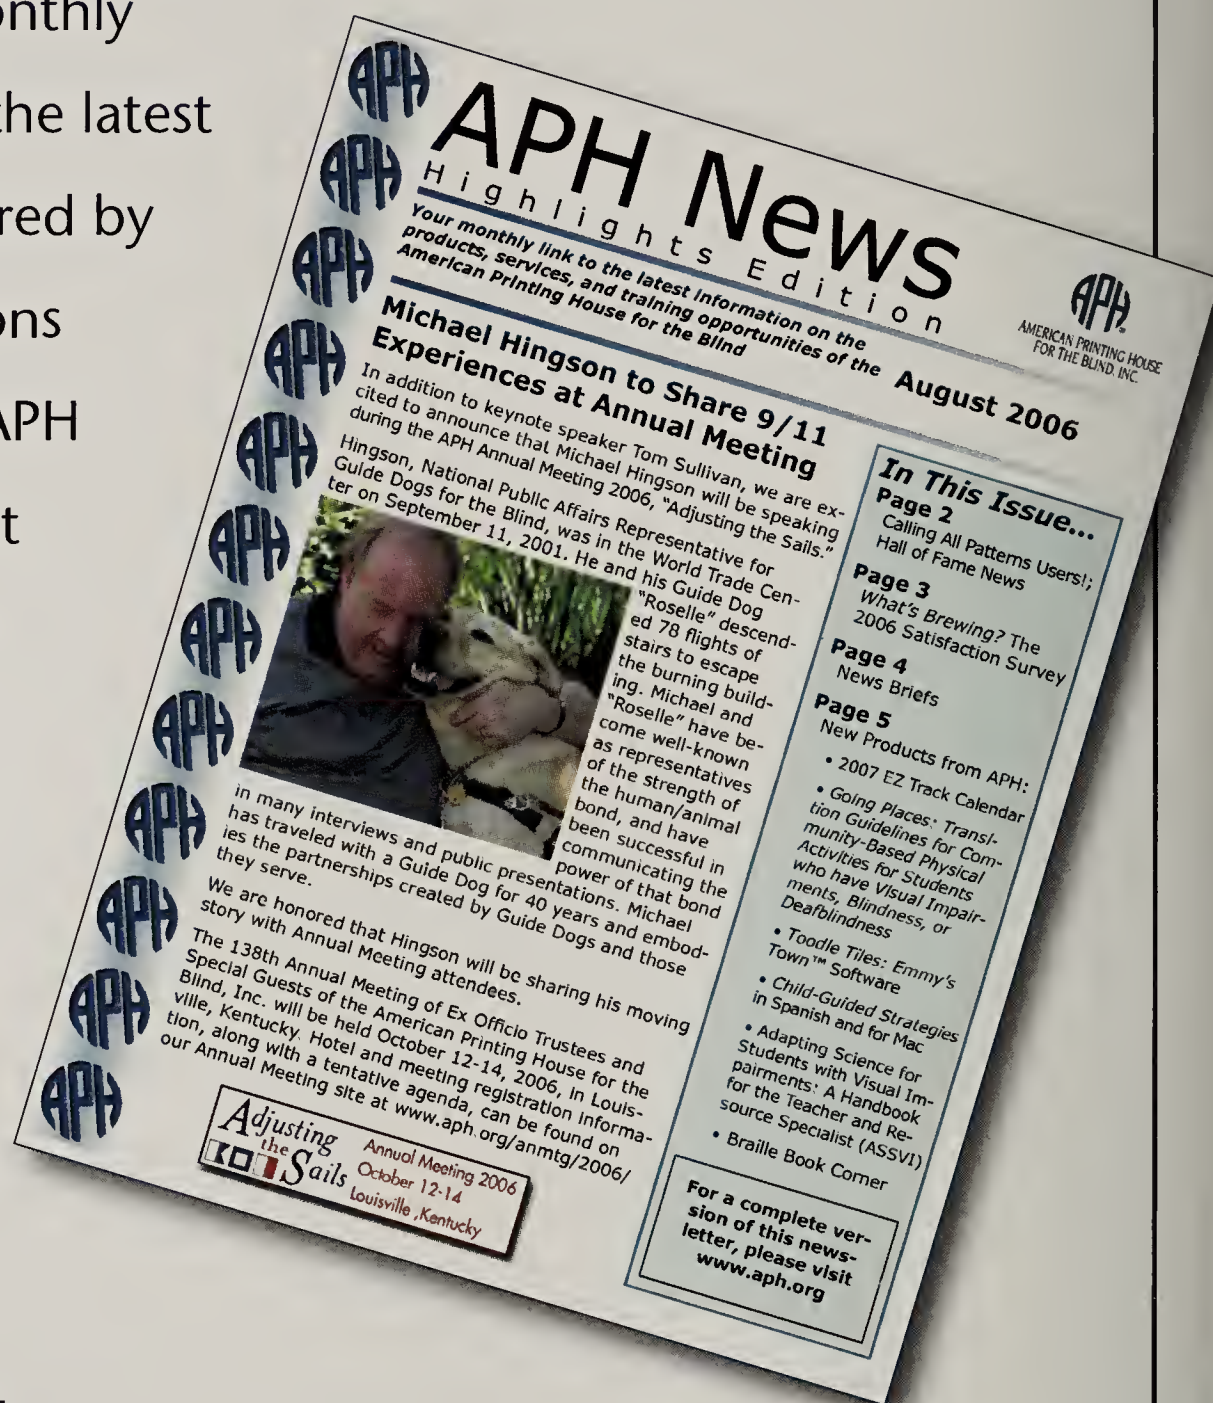 onthly
the latest
red by
ons
APH
t
APH
APH
APH
APH
APH
APH
APH
APH
APH
APH
APH
APH
APH News
Highlights Edition
Your monthly link to the latest information on the
products, services, and training opportunities of the
American Printing House for the Blind
APH
AMERICAN PRINTING HOUSE
FOR THE BLIND, INC.
August 2006
Michael Hingson to Share 9/11
Experiences at Annual Meeting
In addition to keynote speaker Tom Sullivan, we are ex-
cited to announce that Michael Hingson will be speaking
during the APH Annual Meeting 2006, “Adjusting the Sails.”
Hingson, National Public Affairs Representative for
Guide Dogs for the Blind, was in the World Trade Cen-
ter on September 11, 2001. He and his Guide Dog
“Roselle” descend-
ed 78 flights of
stairs to escape
the burning build-
ing. Michael and
“Roselle” have be-
come well-known
as representatives
of the strength of
the human/animal
bond, and have
been successful in
communicating the
power of that bond
in many interviews and public presentations. Michael
has traveled with a Guide Dog for 40 years and embod-
ies the partnerships created by Guide Dogs and those
they serve.
We are honored that Hingson will be sharing his moving
story with Annual Meeting attendees.
The 138th Annual Meeting of Ex Officio Trustees and
Special Guests of the American Printing House for the
Blind, Inc. will be held October 12-14, 2006, in Louis-
ville, Kentucky. Hotel and meeting registration informa-
tion, along with a tentative agenda, can be found on
our Annual Meeting site at www.aph.org/anmtg/2006/
Adjusting
the
Sails
Annual Meeting 2006
October 12-14
Louisville ,Kentucky
In This Issue...
Page 2
Calling All Patterns Users!;
Hall of Fame News
Page 3
What's Brewing? The
2006 Satisfaction Survey
Page 4
News Briefs
Page 5
New Products from APH:
• 2007 EZ Track Calendar
• Going Places: Transi-
tion Guidelines for Com-
munity-Based Physical
Activities for Students
who have Visual Impair-
ments, Blindness, or
Deafblindness
• Toodle Tiles: Emmy's
Town™ Software
• Child-Guided Strategies
in Spanish and for Mac
• Adapting Science for
Students with Visual Im-
pairments: A Handbook
for the Teacher and Re-
source Specialist (ASSVI)
• Braille Book Corner
For a complete ver-
sion of this news-
letter, please visit
www.aph.org